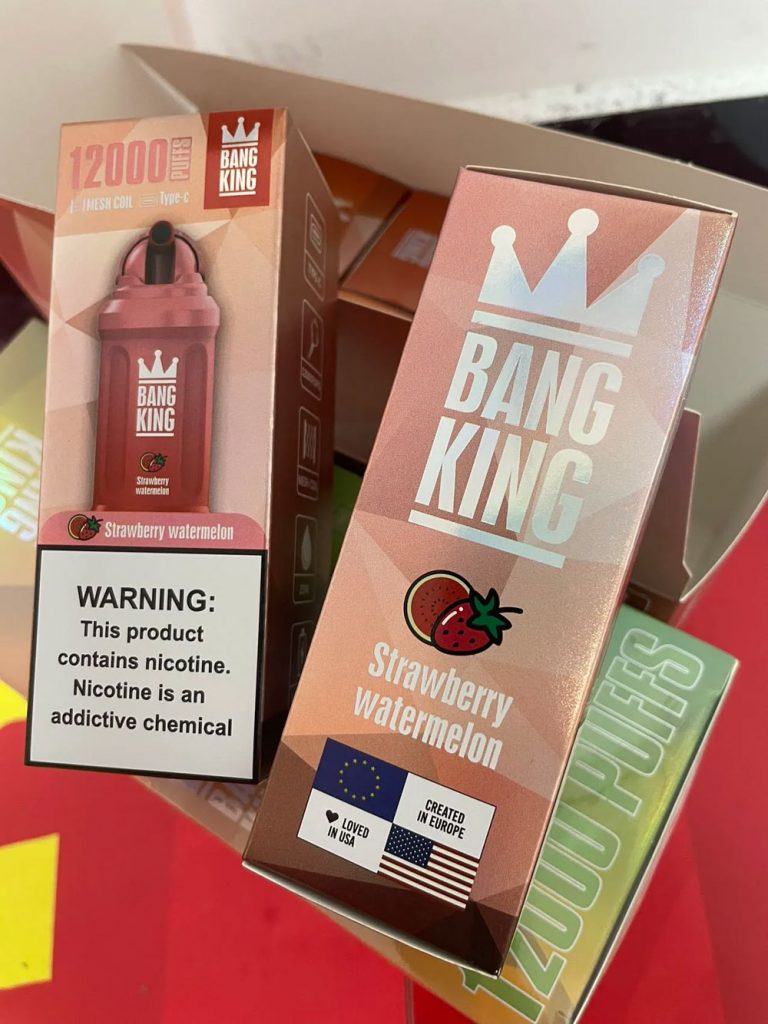 12000 PUFFS
MESH COIL Type-c
BANG
KING
BANG
KING
Strawberry
watermelon
Strawberry watermelon
WARNING:
This product
contains nicotine.
Nicotine is an
addictive chemical
BANG
KING
Strawberry
watermelon
CREATED
IN EUROPE
LOVED
IN USA
12000 PUFFS